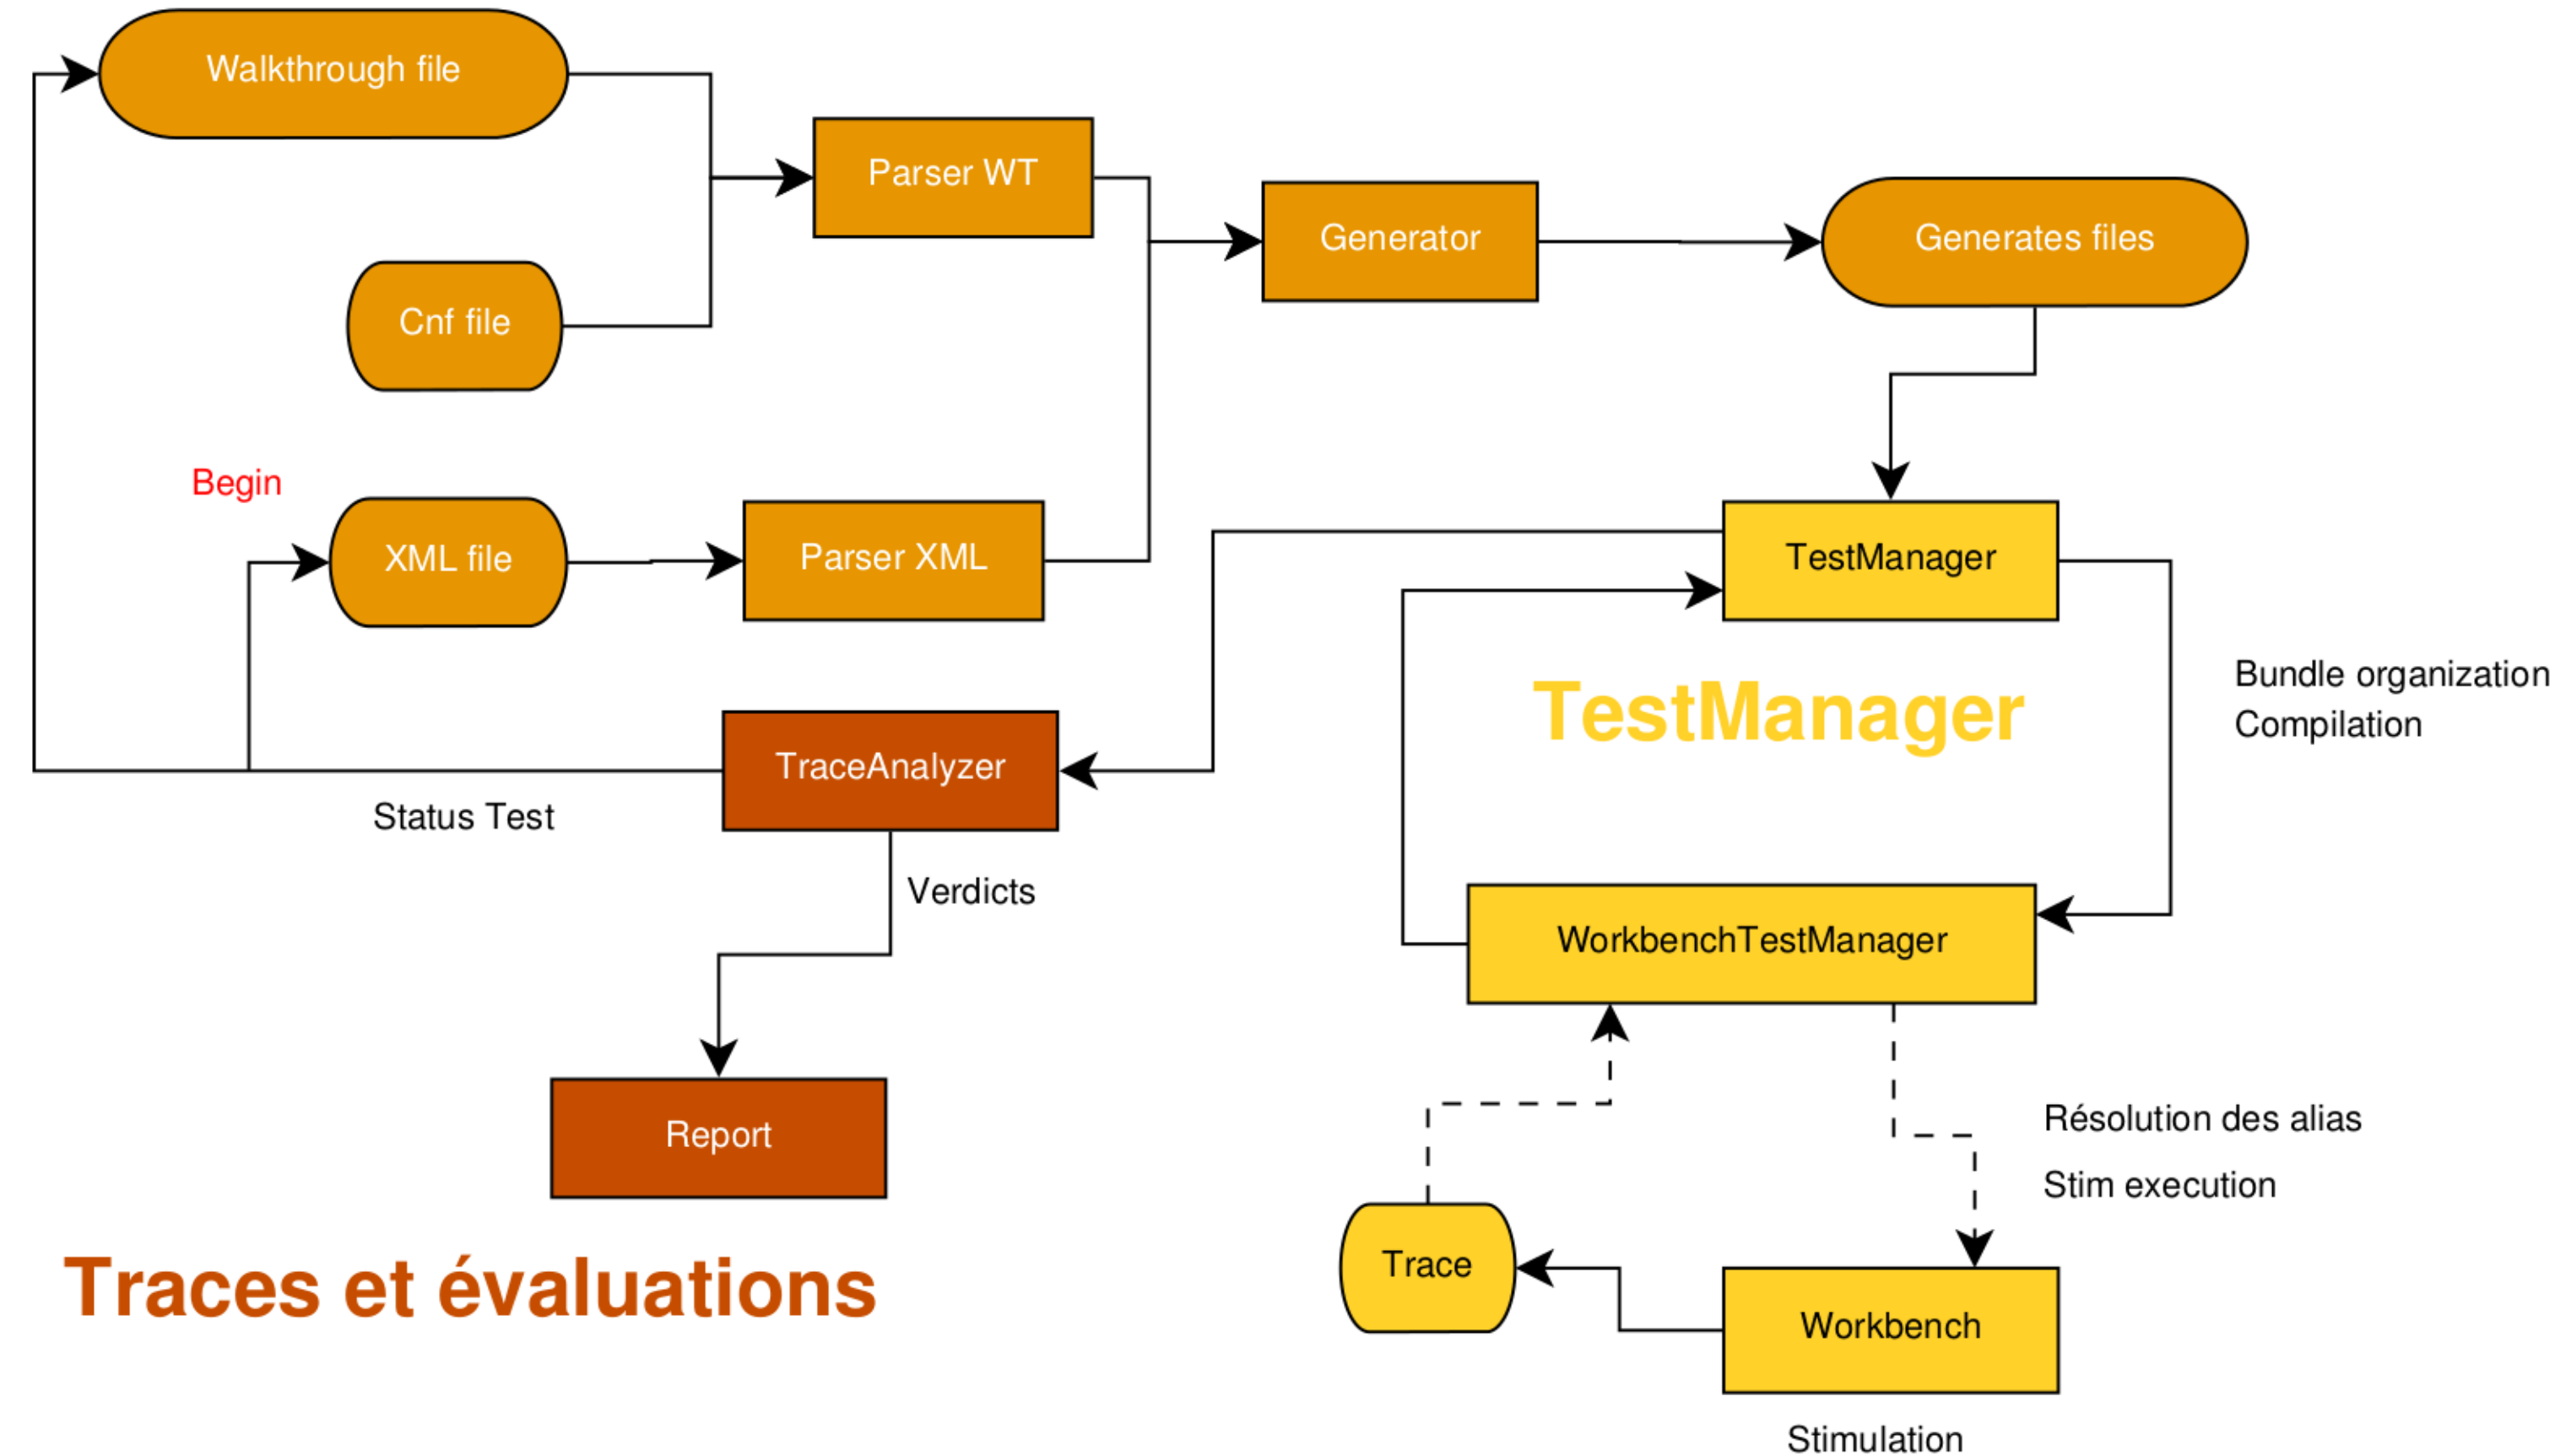 Walkthrough file
Parser WT
Generator
Generates files
Cnf file
Begin
XML file
Parser XML
TestManager
TestManager
Bundle organization
Compilation
TraceAnalyzer
Status Test
Verdicts
WorkbenchTestManager
Report
Résolution des alias
Stim execution
Trace
Traces et évaluations
Workbench
Stimulation